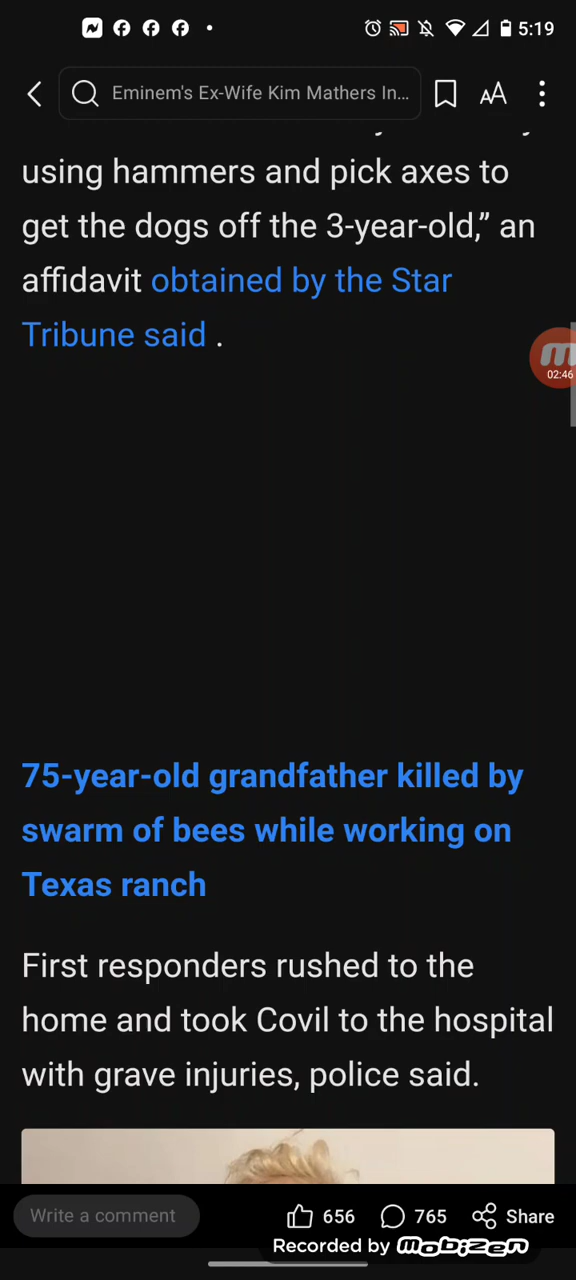 5:19
Eminem's Ex-Wife Kim Mathers In...
AA
using hammers and pick axes to
get the dogs off the 3-year-old,” an
affidavit obtained by the Star
Tribune said .
02:46
75-year-old grandfather killed by
swarm of bees while working on
Texas ranch
First responders rushed to the
home and took Covil to the hospital
with grave injuries, police said.
Write a comment
656
765
Share
Recorded by mobizen